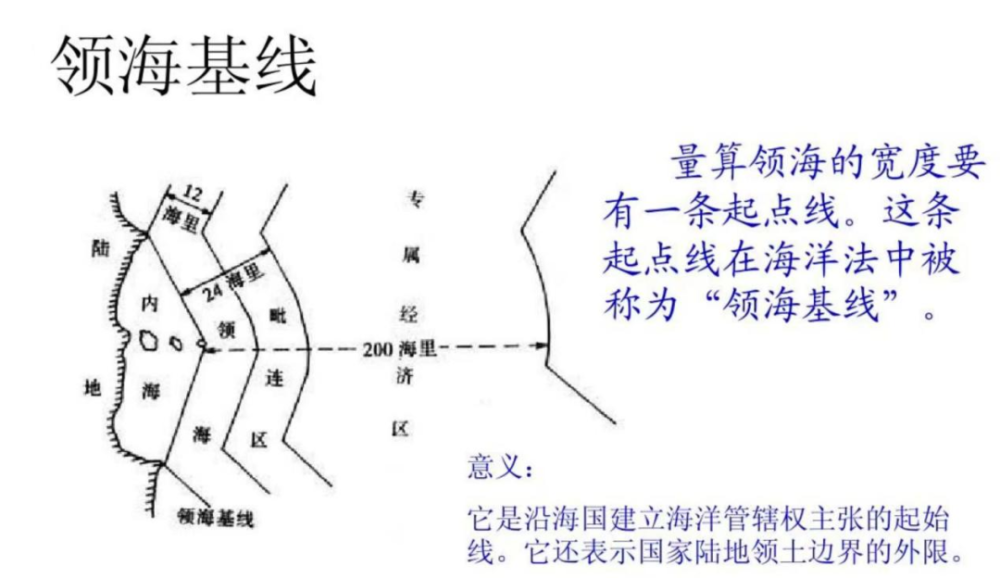 领海基线
量算领海的宽度要
有一条起点线。这条
起点线在海洋法中被
称为“领海基线”。
12
海里
24 海里
陆
地
内
海
领
海
毗
连
区
专
属
经
济
区
200 海里
领海基线
意义：
它是沿海国建立海洋管辖权主张的起始
线。它还表示国家陆地领土边界的外限。